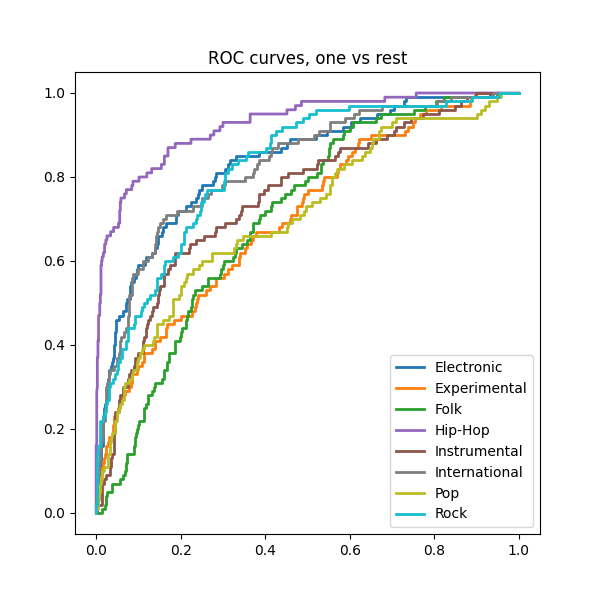 ROC curves, one vs rest
1.0
0.8
0.6
0.4
0.2
0.0
0.0 0.2 0.4 0.6 0.8 1.0
Electronic
Experimental
Folk
Hip-Hop
Instrumental
International
Pop
Rock